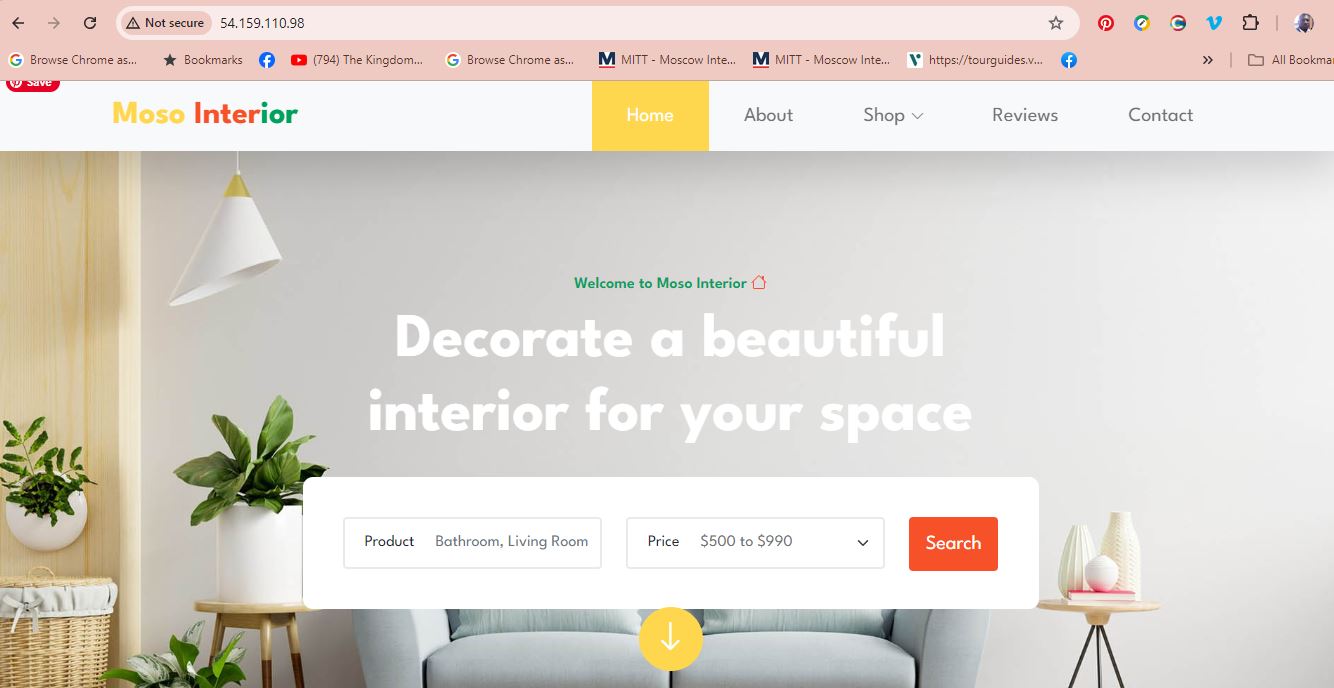 Not secure 54.159.110.98
Browse Chrome as... Bookmarks (794) The Kingdom... Browse Chrome as... MITT - Moscow Inte... MITT - Moscow Inte... https://tourguides.v... » All Bookmar
Save
Moso Interior Home About Shop Reviews Contact
Welcome to Moso Interior
Decorate a beautiful
interior for your space
Product Bathroom, Living Room Price $500 to $990 Search